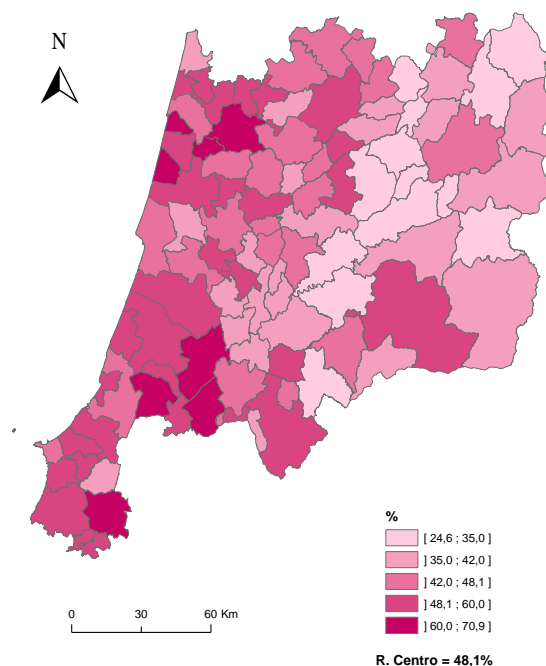 N
%
[ 24,6 ; 35,0 ]
] 35,0 ; 42,0 ]
] 42,0 ; 48,1 ]
] 48,1 ; 60,0 ]
] 60,0 ; 70,9 ]
0 30 60 Km
R. Centro = 48,1%